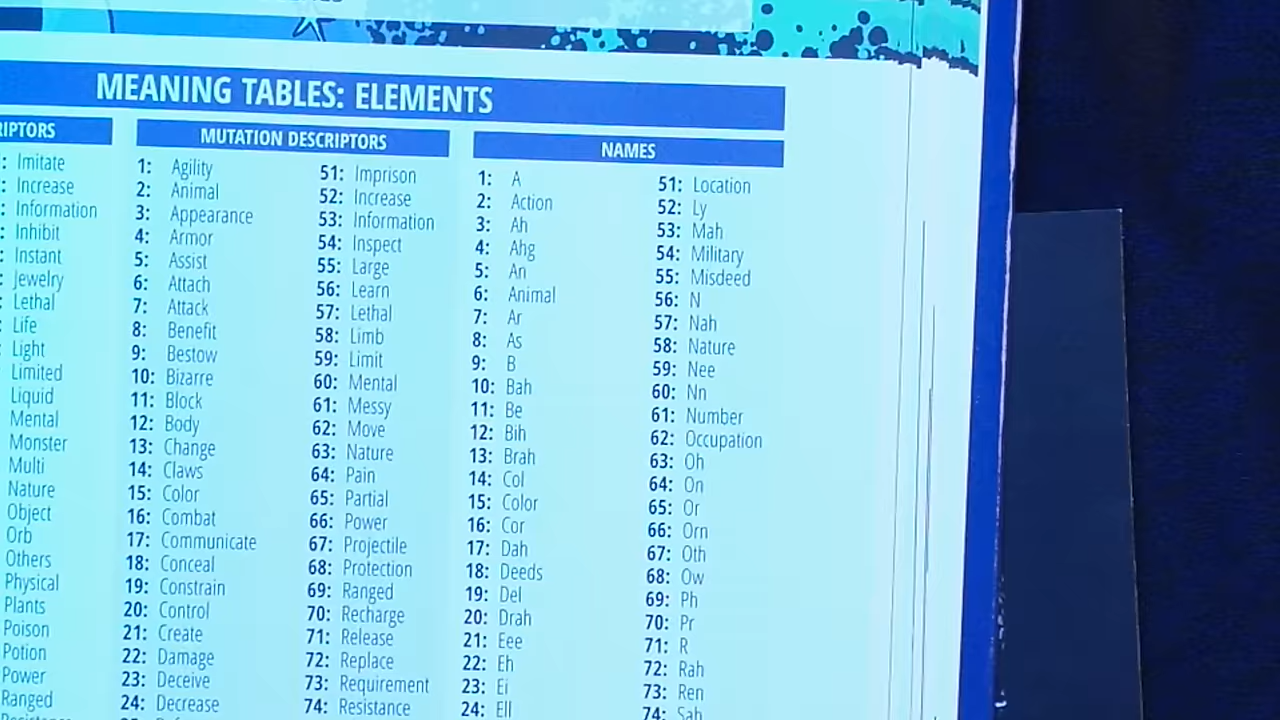 MEANING TABLES: ELEMENTS
RIPTORS
: Imitate
: Increase
: Information
: Inhibit
: Instant
: Jewelry
: Lethal
: Life
: Light
Limited
Liquid
Mental
Monster
Multi
Nature
Object
Orb
Others
Physical
Plants
Poison
Potion
Power
Ranged
MUTATION DESCRIPTORS
1: Agility
2: Animal
3: Appearance
4: Armor
5: Assist
6: Attach
7: Attack
8: Benefit
9: Bestow
10: Bizarre
11: Block
12: Body
13: Change
14: Claws
15: Color
16: Combat
17: Communicate
18: Conceal
19: Constrain
20: Control
21: Create
22: Damage
23: Deceive
24: Decrease
51: Imprison
52: Increase
53: Information
54: Inspect
55: Large
56: Learn
57: Lethal
58: Limb
59: Limit
60: Mental
61: Messy
62: Move
63: Nature
64: Pain
65: Partial
66: Power
67: Projectile
68: Protection
69: Ranged
70: Recharge
71: Release
72: Replace
73: Requirement
74: Resistance
NAMES
1: A
2: Action
3: Ah
4: Ahg
5: An
6: Animal
7: Ar
8: As
9: B
10: Bah
11: Be
12: Bih
13: Brah
14: Col
15: Color
16: Cor
17: Dah
18: Deeds
19: Del
20: Drah
21: Eee
22: Eh
23: Ei
24: Ell
51: Location
52: Ly
53: Mah
54: Military
55: Misdeed
56: N
57: Nah
58: Nature
59: Nee
60: Nn
61: Number
62: Occupation
63: Oh
64: On
65: Or
66: Orn
67: Oth
68: Ow
69: Ph
70: Pr
71: R
72: Rah
73: Ren
74: Sah